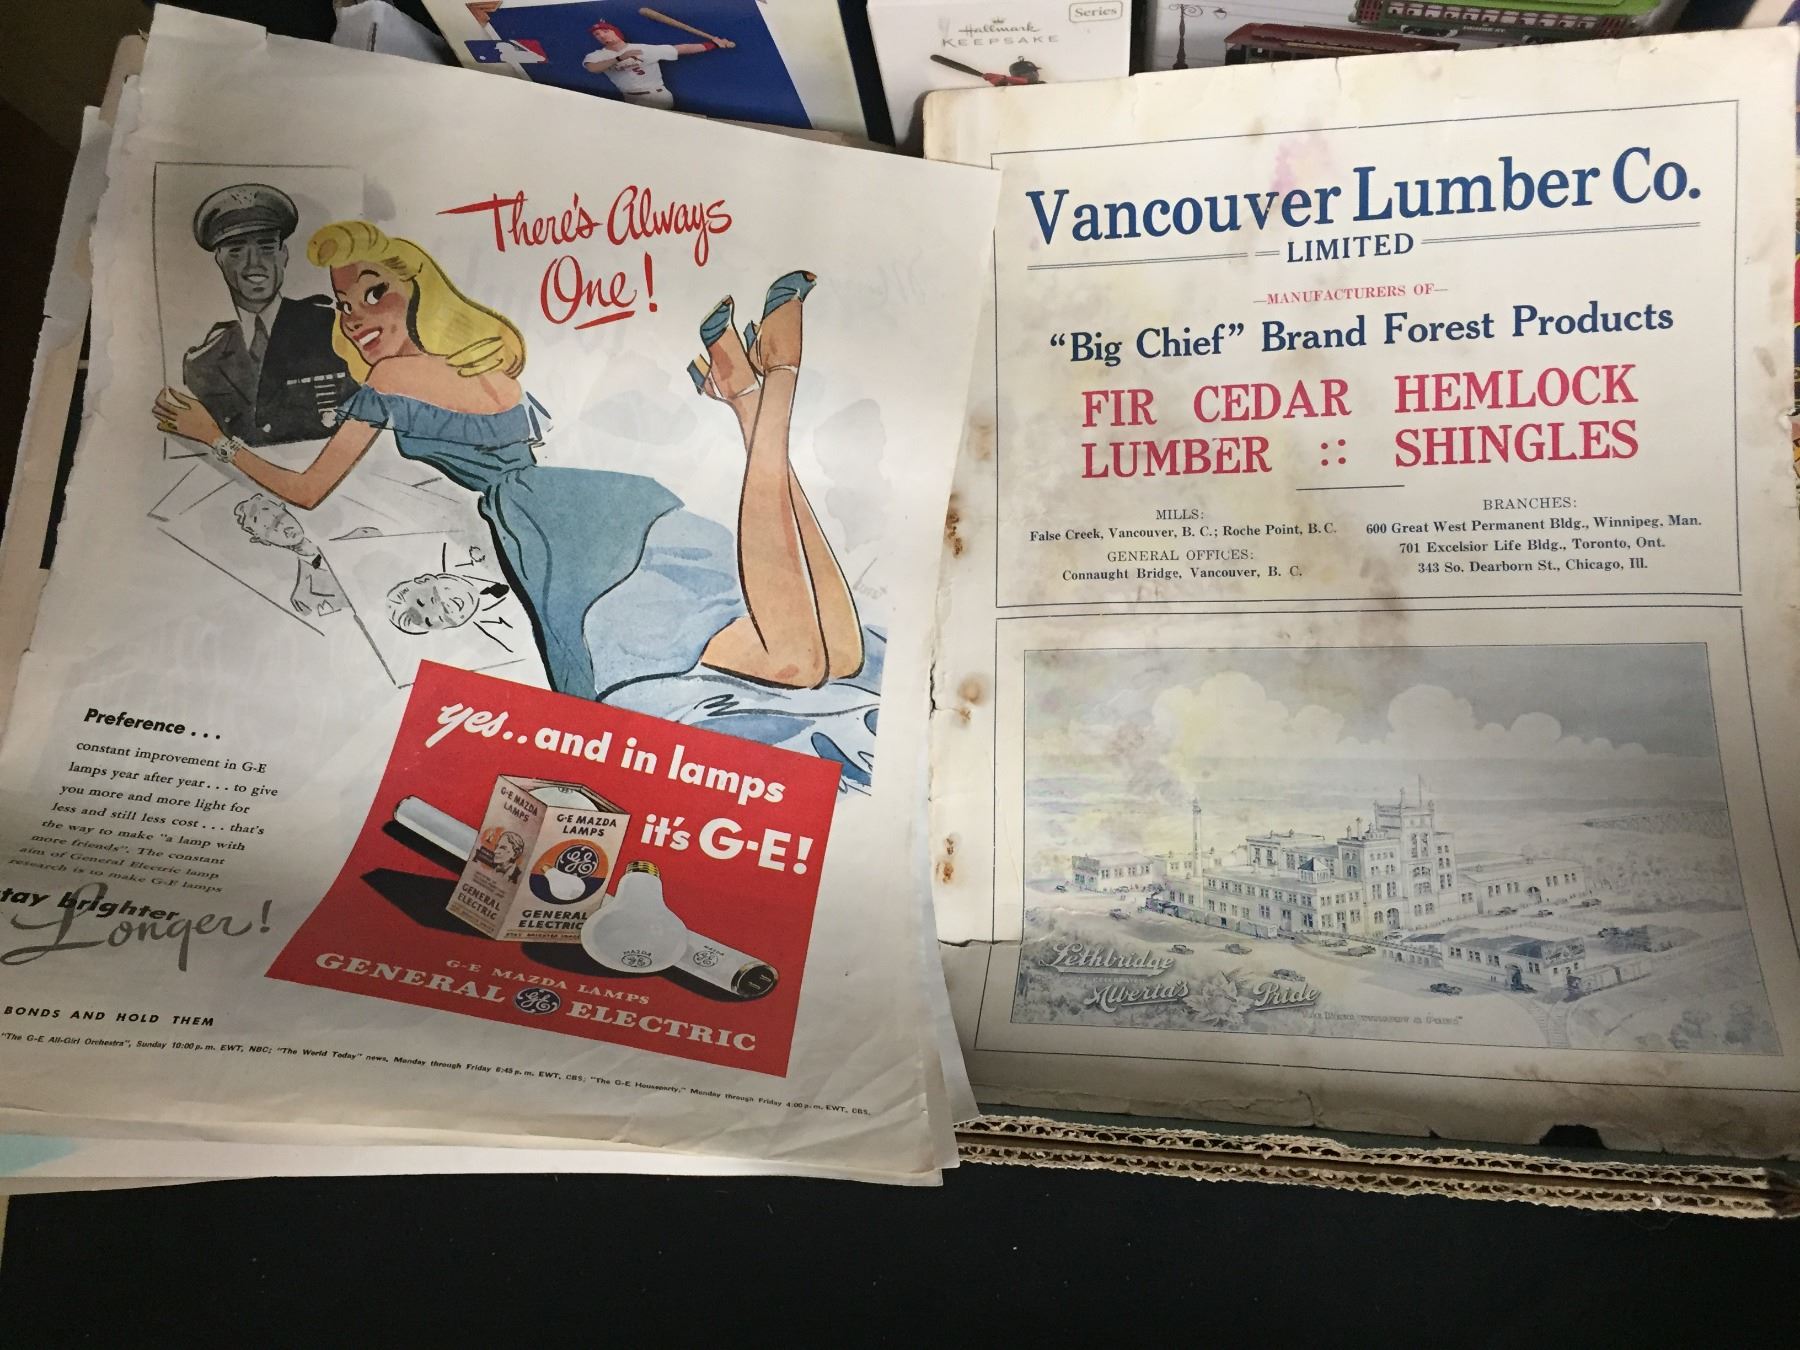 Hallmark
KEEPSAKE
Series
There's Always
One!
Preference...
constant improvement in G-E
lamps year after year... to give
you more and more light for
less and still less cost... that's
the way to make "a lamp with
more friends". The constant
aim of General Electric lamp
research is to make G-E lamps
tay brighter
Longer!
yes..and in lamps
it's G-E!
G-E MAZDA
LAMPS
GENERAL
ELECTRIC
G-E MAZDA
LAMPS
GE
GENERAL
ELECTRIC
MAZDA
G-E MAZDA LAMPS
GENERAL GE ELECTRIC
BONDS AND HOLD THEM
"The G-E All-Girl Orchestra", Sunday 10:00 p.m. EWT, NBC; "The World Today" news, Monday through Friday 6:45 p.m. EWT, CBS; "The G-E Houseparty," Monday through Friday 4:00 p.m. EWT, CBS.
Vancouver Lumber Co.
LIMITED
—MANUFACTURERS OF—
"Big Chief" Brand Forest Products
FIR CEDAR HEMLOCK
LUMBER :: SHINGLES
MILLS:
False Creek, Vancouver, B. C.; Roche Point, B. C.
GENERAL OFFICES:
Connaught Bridge, Vancouver, B. C.
BRANCHES:
600 Great West Permanent Bldg., Winnipeg, Man.
701 Excelsior Life Bldg., Toronto, Ont.
343 So. Dearborn St., Chicago, Ill.
Lethbridge
Alberta's Pride